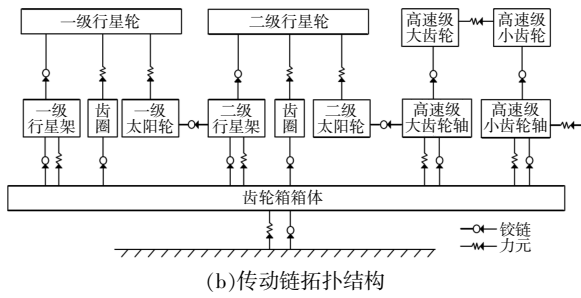 一级行星轮
二级行星轮
高速级
大齿轮
高速级
小齿轮
一级
行星架
齿
圈
一级
太阳轮
二级
行星架
齿
圈
二级
太阳轮
高速级
大齿轮轴
高速级
小齿轮轴
齿轮箱箱体
铰链
力元
(b)传动链拓扑结构